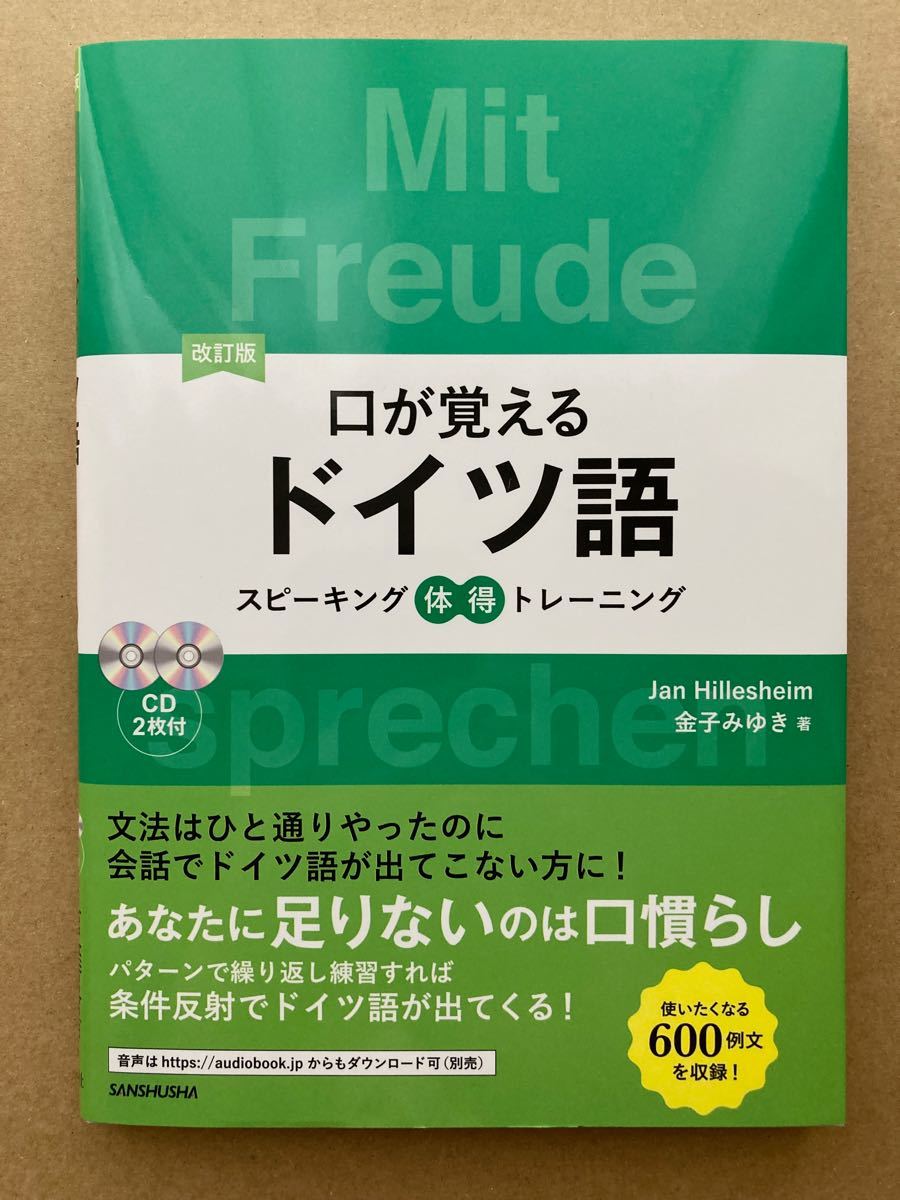 Mit
Freude
改訂版
口が覚える
ドイツ語
スピーキング 体得 トレーニング
CD
2枚付
sprechen
Jan Hillesheim
金子みゆき 著
文法はひと通りやったのに
会話でドイツ語が出てこない方に！
あなたに足りないのは口慣らし
パターンで繰り返し練習すれば
条件反射でドイツ語が出てくる！
使いたくなる
600例文
を収録！
音声は https://audiobook.jp からもダウンロード可（別売）
SANSHUSHA